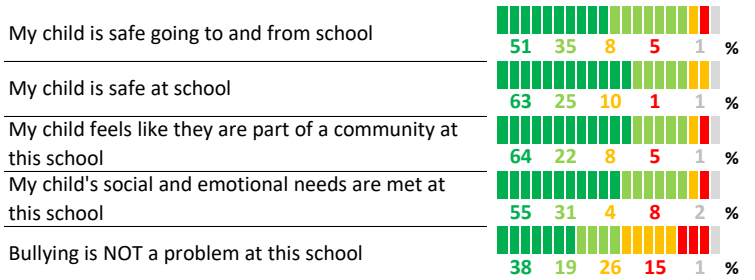 My child is safe going to and from school
51 35 8 5 1 %
My child is safe at school
63 25 10 1 1 %
My child feels like they are part of a community at
this school
64 22 8 5 1 %
My child's social and emotional needs are met at
this school
55 31 4 8 2 %
Bullying is NOT a problem at this school
38 19 26 15 1 %